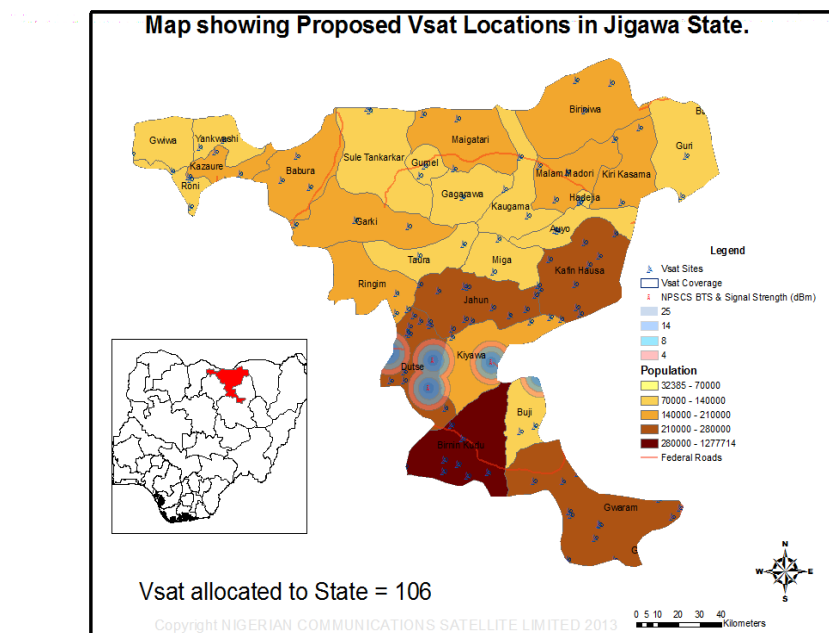 Map showing Proposed Vsat Locations in Jigawa State.
Biriniwa
Gwiwa
Maigatari
Guri
Sule Tankarkar
Gumel
Kazaure
Babura
Malam Madori
Kiri Kasama
Roni
Gagarawa
Hadejia
Kaugama
Garki
Auyo
Taura
Miga
Kafin Hausa
Ringim
Jahun
Kiyawa
Dutse
Buji
Birnin Kudu
Gwaram
G
Legend
Vsat Sites
Vsat Coverage
NPSCS BTS & Signal Strength (dBm)
25
14
8
4
Population
32385 - 70000
70000 - 140000
140000 - 210000
210000 - 280000
280000 - 1277714
Federal Roads
N
W E
S
Vsat allocated to State = 106
Copyright NIGERIAN COMMUNICATIONS SATELLITE LIMITED 2013
0 5 10 20 30 40
Kilometers